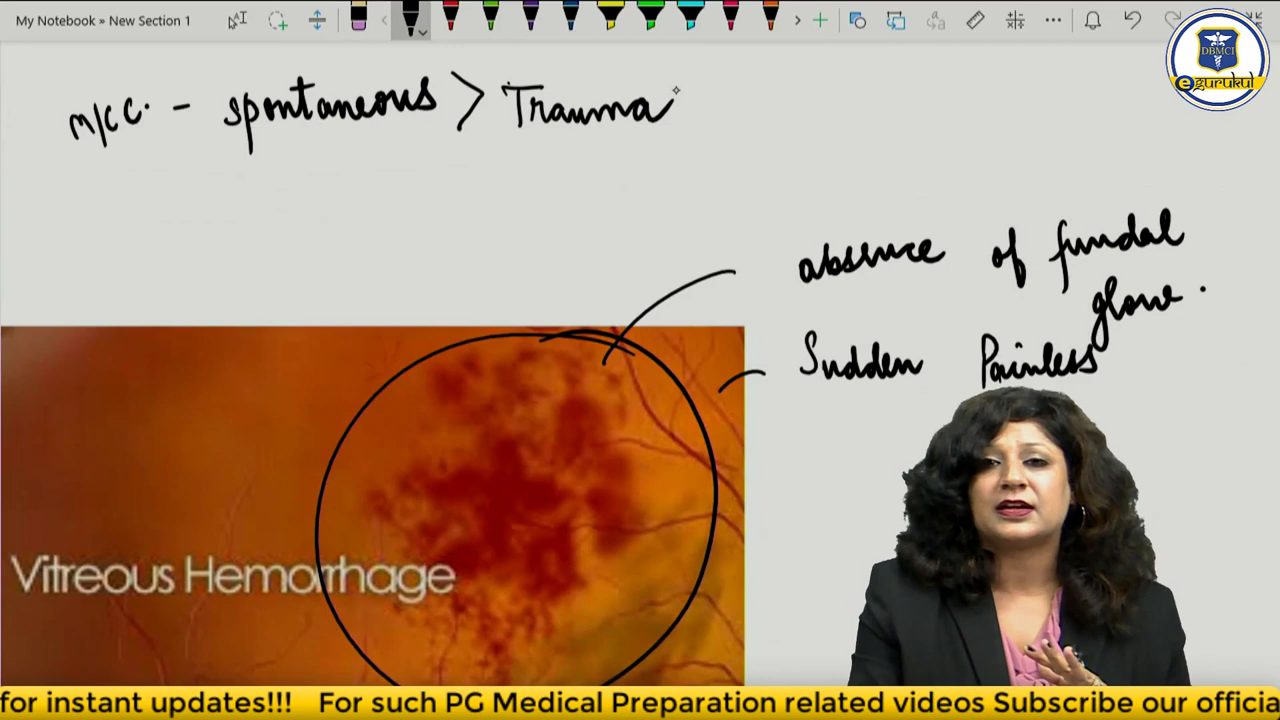 My Notebook » New Section 1
DBMCI
eGurukul
M/C C. - spontaneous > Trauma
absence of fundal
glow.
Sudden Painless
Vitreous Hemorrhage
for instant updates!!! For such PG Medical Preparation related videos Subscribe our officia